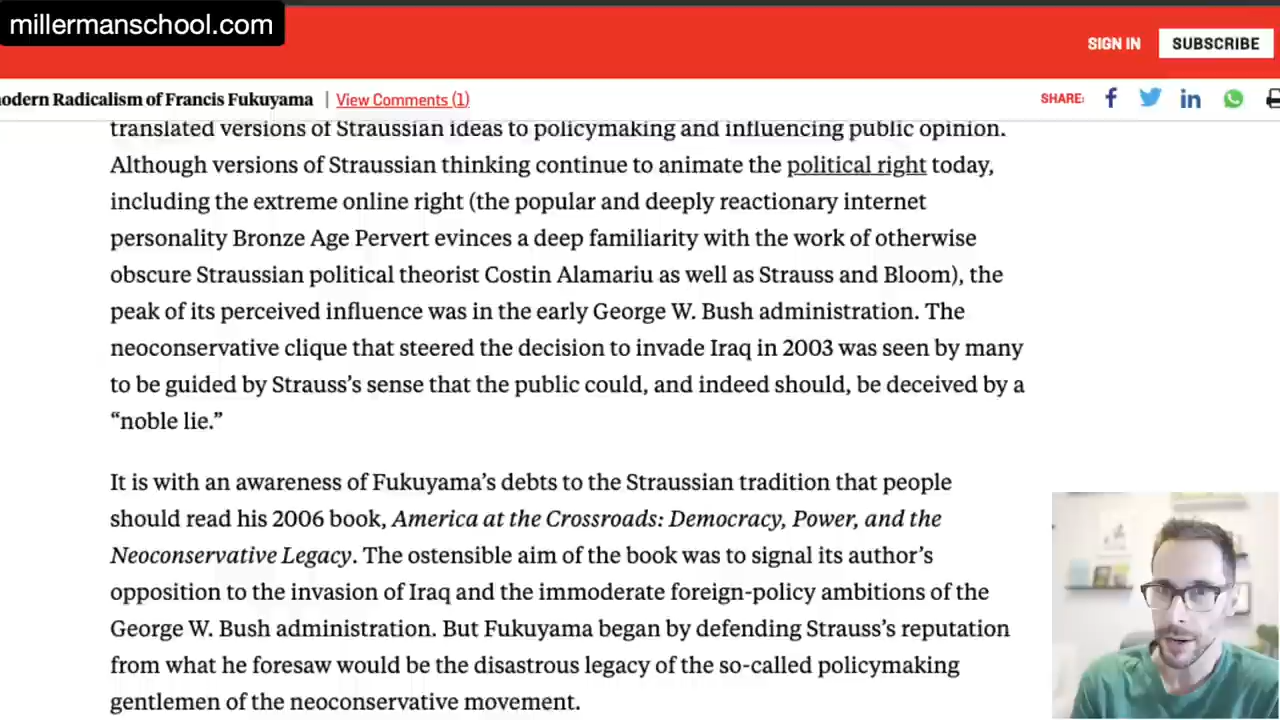 millermanschool.com
SIGN IN
SUBSCRIBE
odern Radicalism of Francis Fukuyama | View Comments (1)
SHARE:
translated versions of Straussian ideas to policymaking and influencing public opinion.
Although versions of Straussian thinking continue to animate the political right today,
including the extreme online right (the popular and deeply reactionary internet
personality Bronze Age Pervert evinces a deep familiarity with the work of otherwise
obscure Straussian political theorist Costin Alamariu as well as Strauss and Bloom), the
peak of its perceived influence was in the early George W. Bush administration. The
neoconservative clique that steered the decision to invade Iraq in 2003 was seen by many
to be guided by Strauss’s sense that the public could, and indeed should, be deceived by a
“noble lie.”
It is with an awareness of Fukuyama’s debts to the Straussian tradition that people
should read his 2006 book, America at the Crossroads: Democracy, Power, and the
Neoconservative Legacy. The ostensible aim of the book was to signal its author’s
opposition to the invasion of Iraq and the immoderate foreign-policy ambitions of the
George W. Bush administration. But Fukuyama began by defending Strauss’s reputation
from what he foresaw would be the disastrous legacy of the so-called policymaking
gentlemen of the neoconservative movement.